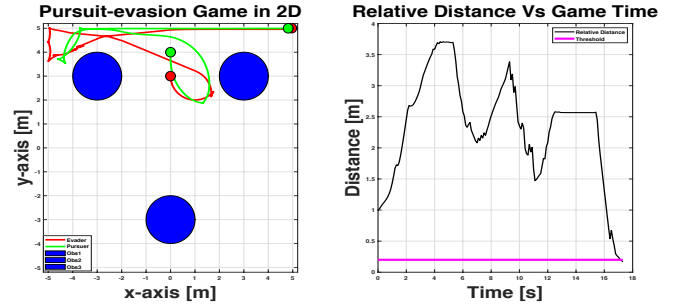 Pursuit-evasion Game in 2D
5
4
3
2
1
0
-1
-2
-3
-4
-5
y-axis [m]
Evader
Pursuer
Obs1
Obs2
Obs3
-5 -4 -3 -2 -1 0 1 2 3 4 5
x-axis [m]
Relative Distance Vs Game Time
4
3.5
3
2.5
2
1.5
1
0.5
0
Distance [m]
Relative Distance
Threshold
0 2 4 6 8 10 12 14 16 18
Time [s]